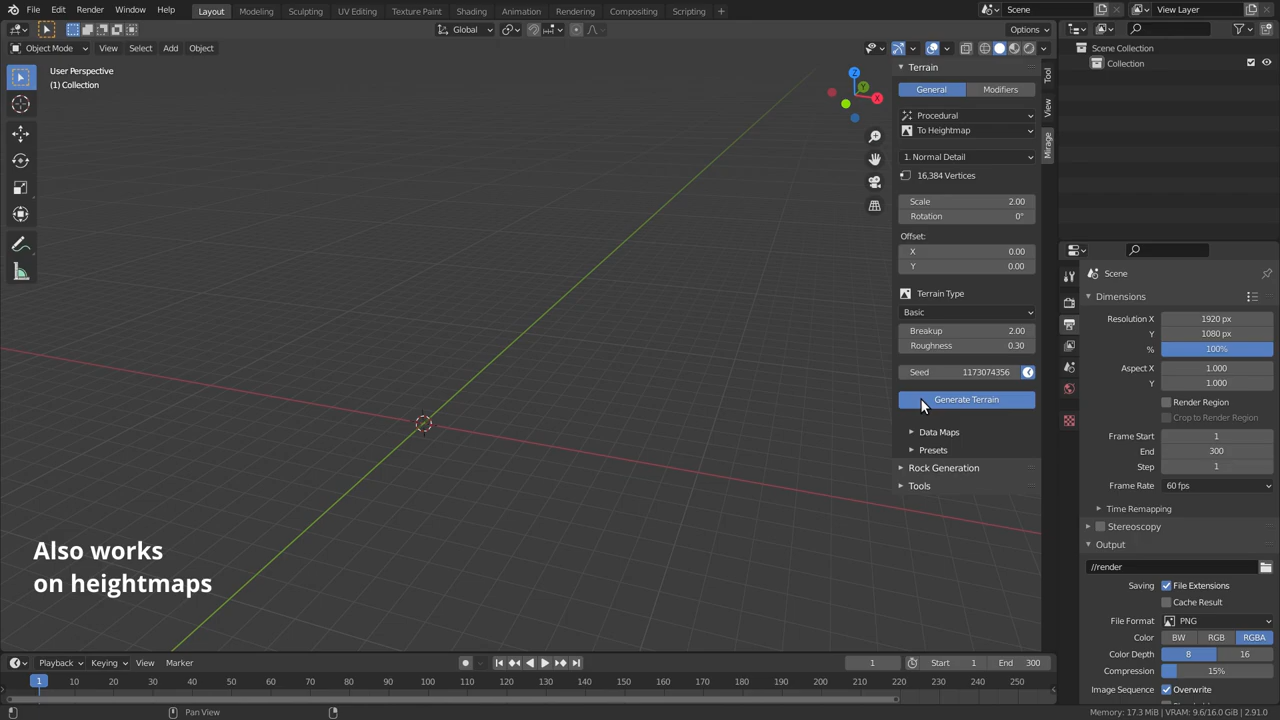 File Edit Render Window Help Layout Modeling Sculpting UV Editing Texture Paint Shading Animation Rendering Compositing Scripting + Scene View Layer
Global Options
Object Mode View Select Add Object
User Perspective
(1) Collection
Z
Y
X
Terrain
General Modifiers
Procedural
To Heightmap
1. Normal Detail
16,384 Vertices
Scale 2.00
Rotation 0°
Offset:
X 0.00
Y 0.00
Terrain Type
Basic
Breakup 2.00
Roughness 0.30
Seed 1173074356
Generate Terrain
Data Maps
Presets
Rock Generation
Tools
Tool
View
Mirage
Scene Collection
Collection
Scene
Dimensions
Resolution X 1920 px
Y 1080 px
% 100%
Aspect X 1.000
Y 1.000
Render Region
Crop to Render Region
Frame Start 1
End 300
Step 1
Frame Rate 60 fps
Time Remapping
Stereoscopy
Output
//render
Saving File Extensions
Cache Result
File Format PNG
Color BW RGB RGBA
Color Depth 8 16
Compression 15%
Image Sequence Overwrite
Also works
on heightmaps
Playback Keying View Marker 1 Start 1 End 300
1 10 20 30 40 50 60 70 80 90 100 110 120 130 140 150 160 170 180 190 200 210 220 230 240 250
Pan View Memory: 17.3 MiB | VRAM: 9.6/16.0 GiB | 2.91.0